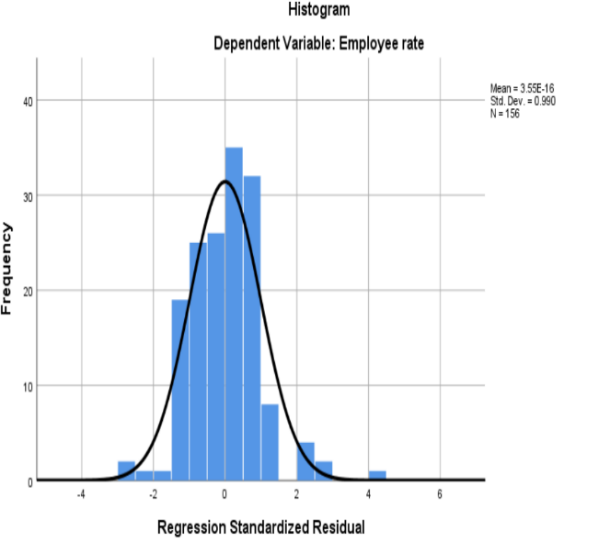 Histogram
Dependent Variable: Employee rate
Mean = 3.55E-16
Std. Dev. = 0.990
N = 156
40
30
20
10
0
Frequency
-4 -2 0 2 4 6
Regression Standardized Residual